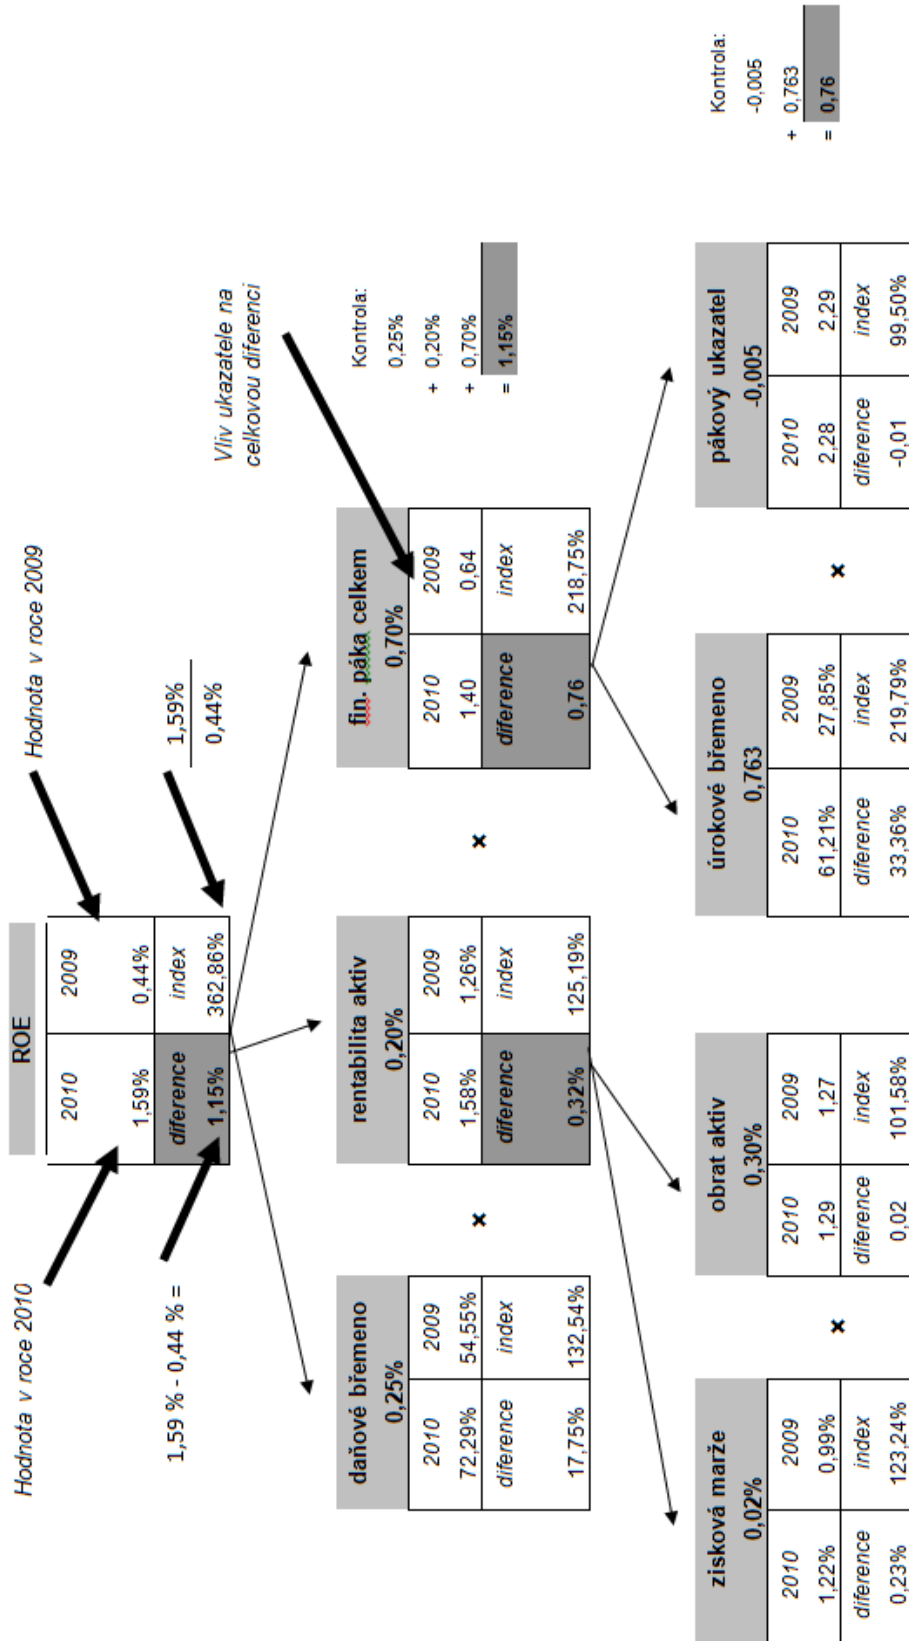 ROE
Hodnota v roce 2010
Hodnota v roce 2009
2010 2009
1,59% 0,44%
diference index
1,15% 362,86%
1,59 % - 0,44 % =
1,59%
0,44%
Vliv ukazatele na
celkovou diferenci
daňové břemeno
0,25%
2010 2009
72,29% 54,55%
diference index
17,75% 132,54%
×
rentabilita aktiv
0,20%
2010 2009
1,58% 1,26%
diference index
0,32% 125,19%
×
fin. páka celkem
0,70%
2010 2009
1,40 0,64
diference index
0,76 218,75%
Kontrola:
0,25%
+ 0,20%
+ 0,70%
= 1,15%
zisková marže
0,02%
2010 2009
1,22% 0,99%
diference index
0,23% 123,24%
×
obrat aktiv
0,30%
2010 2009
1,29 1,27
diference index
0,02 101,58%
úrokové břemeno
0,763
2010 2009
61,21% 27,85%
diference index
33,36% 219,79%
×
pákový ukazatel
-0,005
2010 2009
2,28 2,29
diference index
-0,01 99,50%
Kontrola:
-0,005
+ 0,763
= 0,76